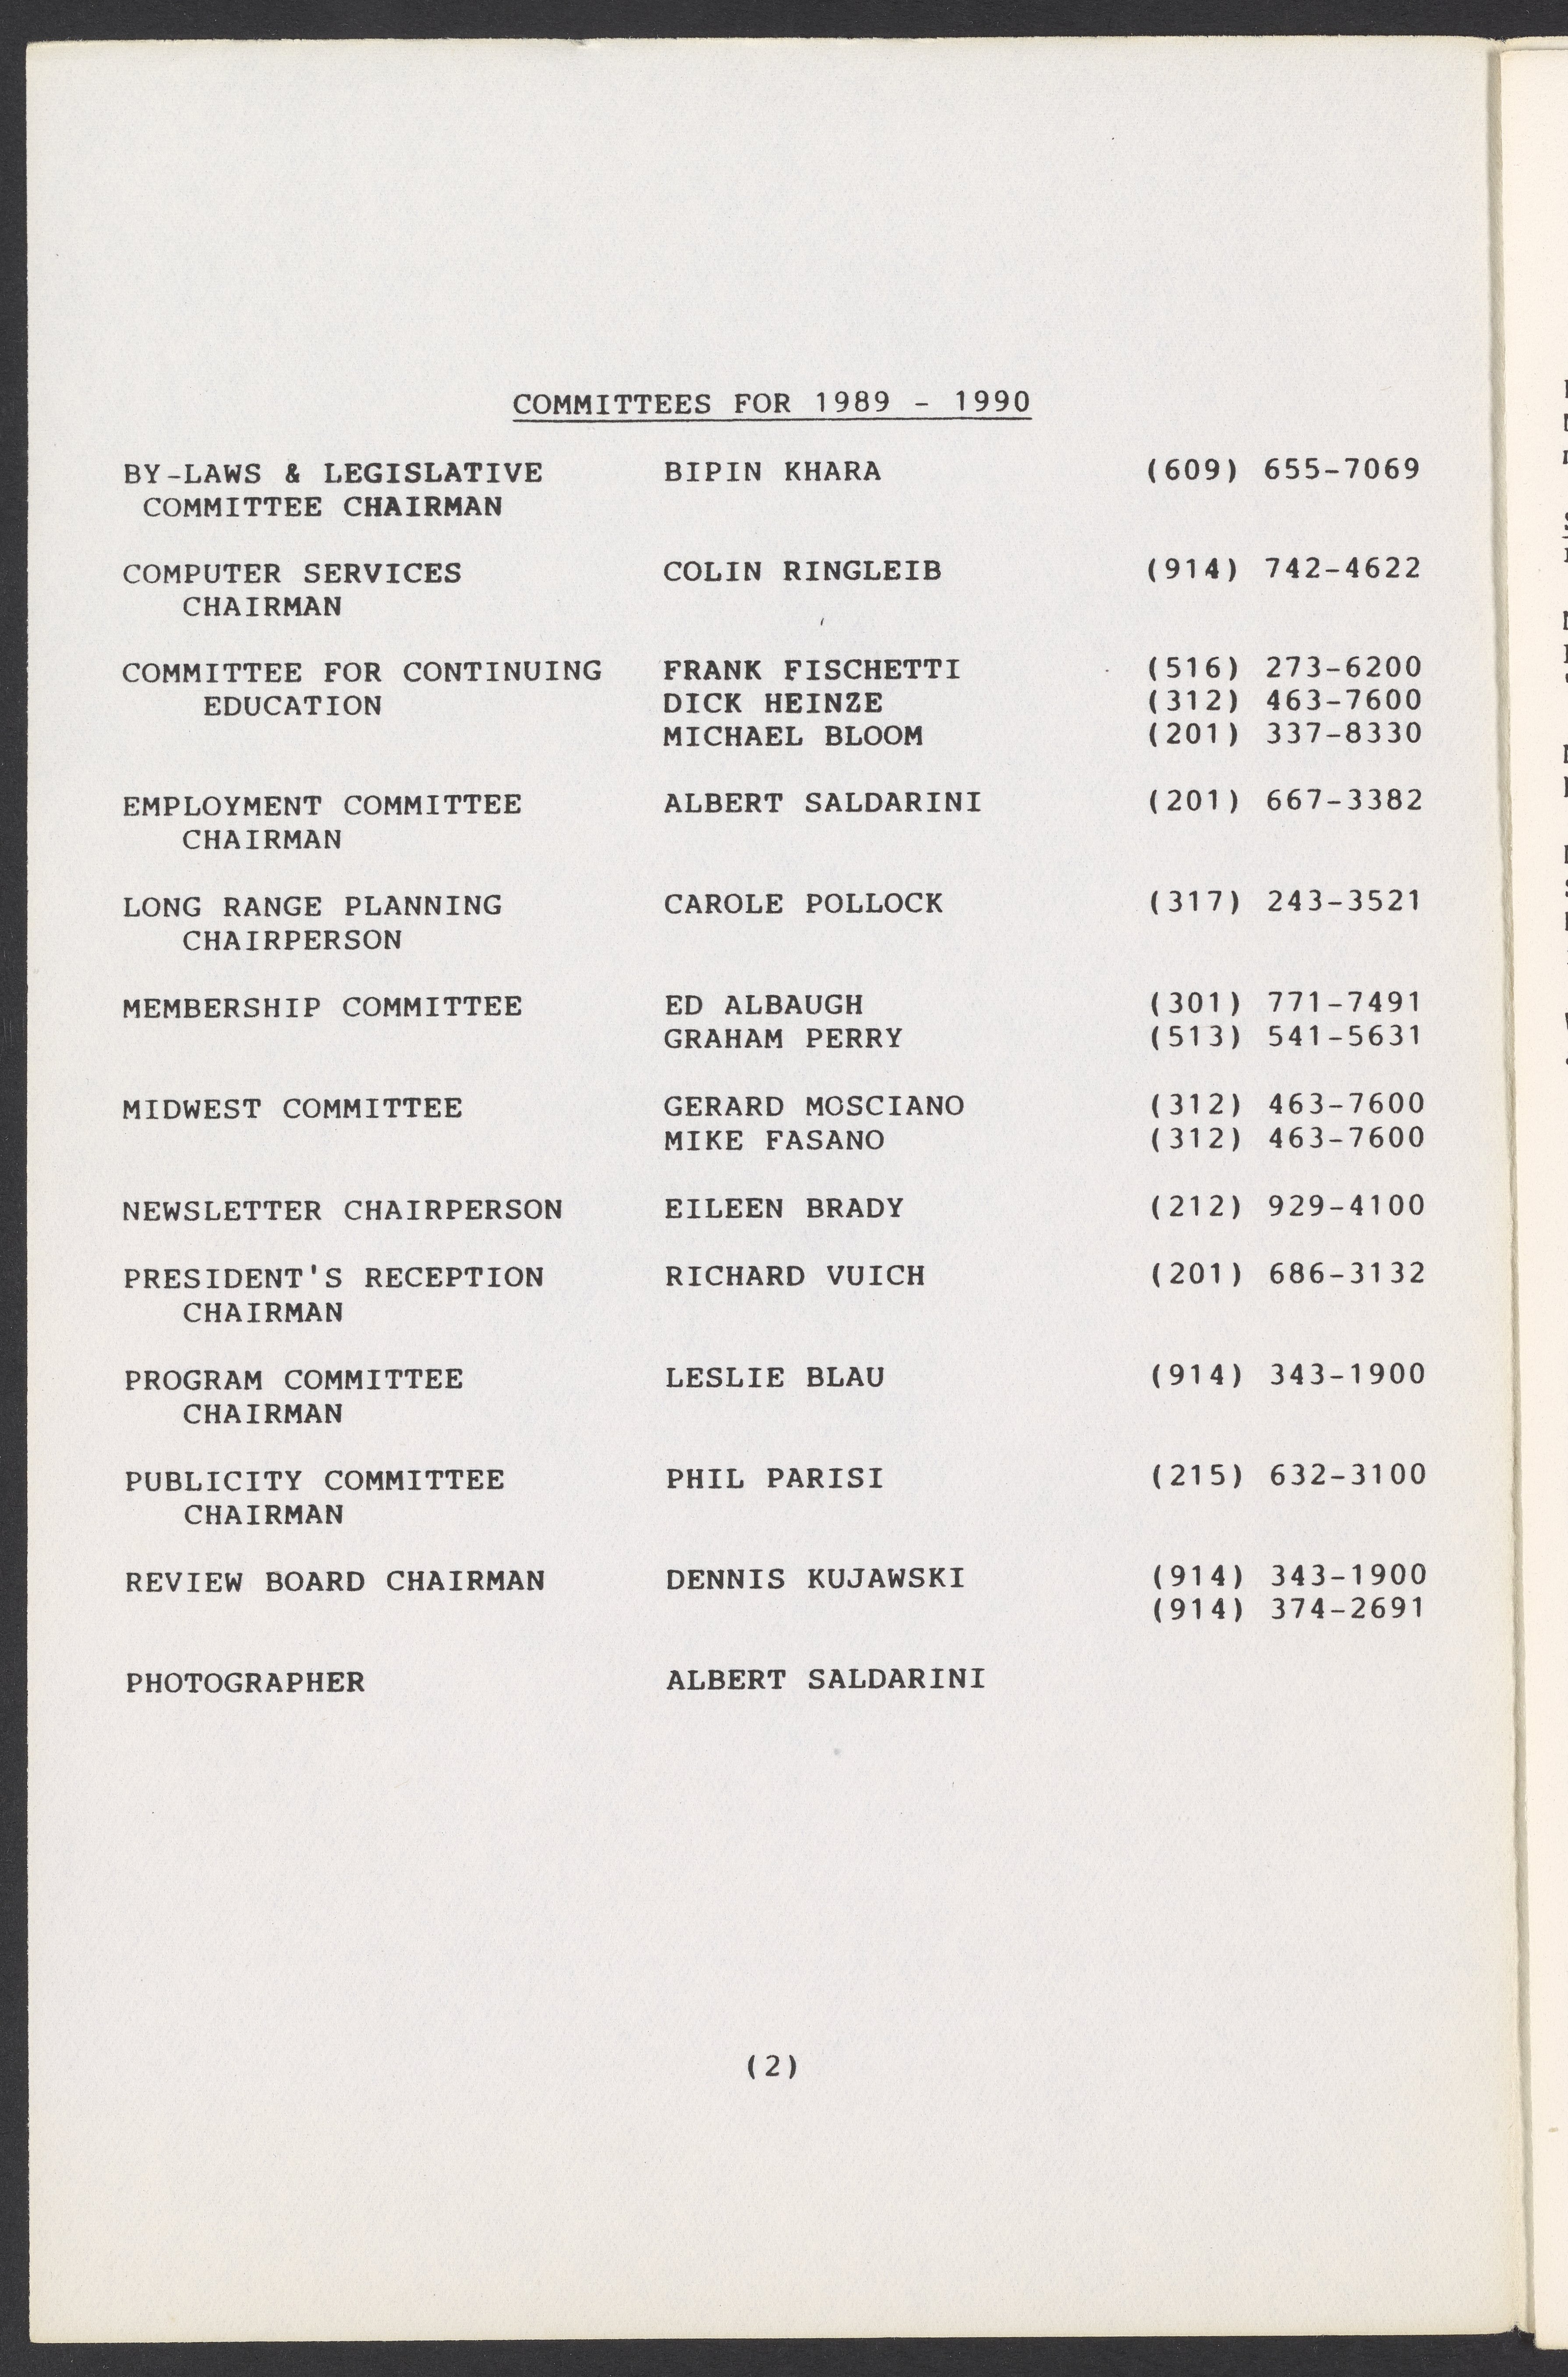 COMMITTEES FOR 1989 - 1990
BY-LAWS & LEGISLATIVE BIPIN KHARA (609) 655-7069
COMMITTEE CHAIRMAN
COMPUTER SERVICES COLIN RINGLEIB (914) 742-4622
CHAIRMAN
COMMITTEE FOR CONTINUING FRANK FISCHETTI (516) 273-6200
EDUCATION DICK HEINZE (312) 463-7600
MICHAEL BLOOM (201) 337-8330
EMPLOYMENT COMMITTEE ALBERT SALDARINI (201) 667-3382
CHAIRMAN
LONG RANGE PLANNING CAROLE POLLOCK (317) 243-3521
CHAIRPERSON
MEMBERSHIP COMMITTEE ED ALBAUGH (301) 771-7491
GRAHAM PERRY (513) 541-5631
MIDWEST COMMITTEE GERARD MOSCIANO (312) 463-7600
MIKE FASANO (312) 463-7600
NEWSLETTER CHAIRPERSON EILEEN BRADY (212) 929-4100
PRESIDENT'S RECEPTION RICHARD VUICH (201) 686-3132
CHAIRMAN
PROGRAM COMMITTEE LESLIE BLAU (914) 343-1900
CHAIRMAN
PUBLICITY COMMITTEE PHIL PARISI (215) 632-3100
CHAIRMAN
REVIEW BOARD CHAIRMAN DENNIS KUJAWSKI (914) 343-1900
(914) 374-2691
PHOTOGRAPHER ALBERT SALDARINI
(2)